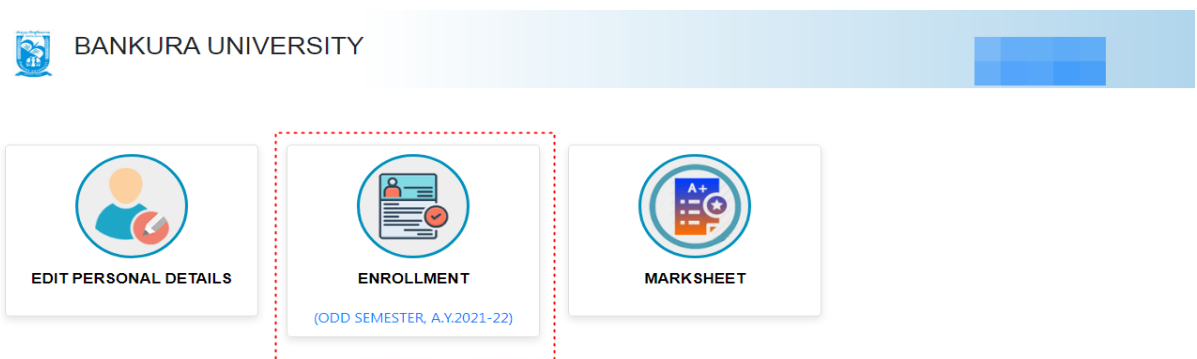 BANKURA UNIVERSITY
EDIT PERSONAL DETAILS
A+
ENROLLMENT
(ODD SEMESTER, A.Y.2021-22)
MARKSHEET